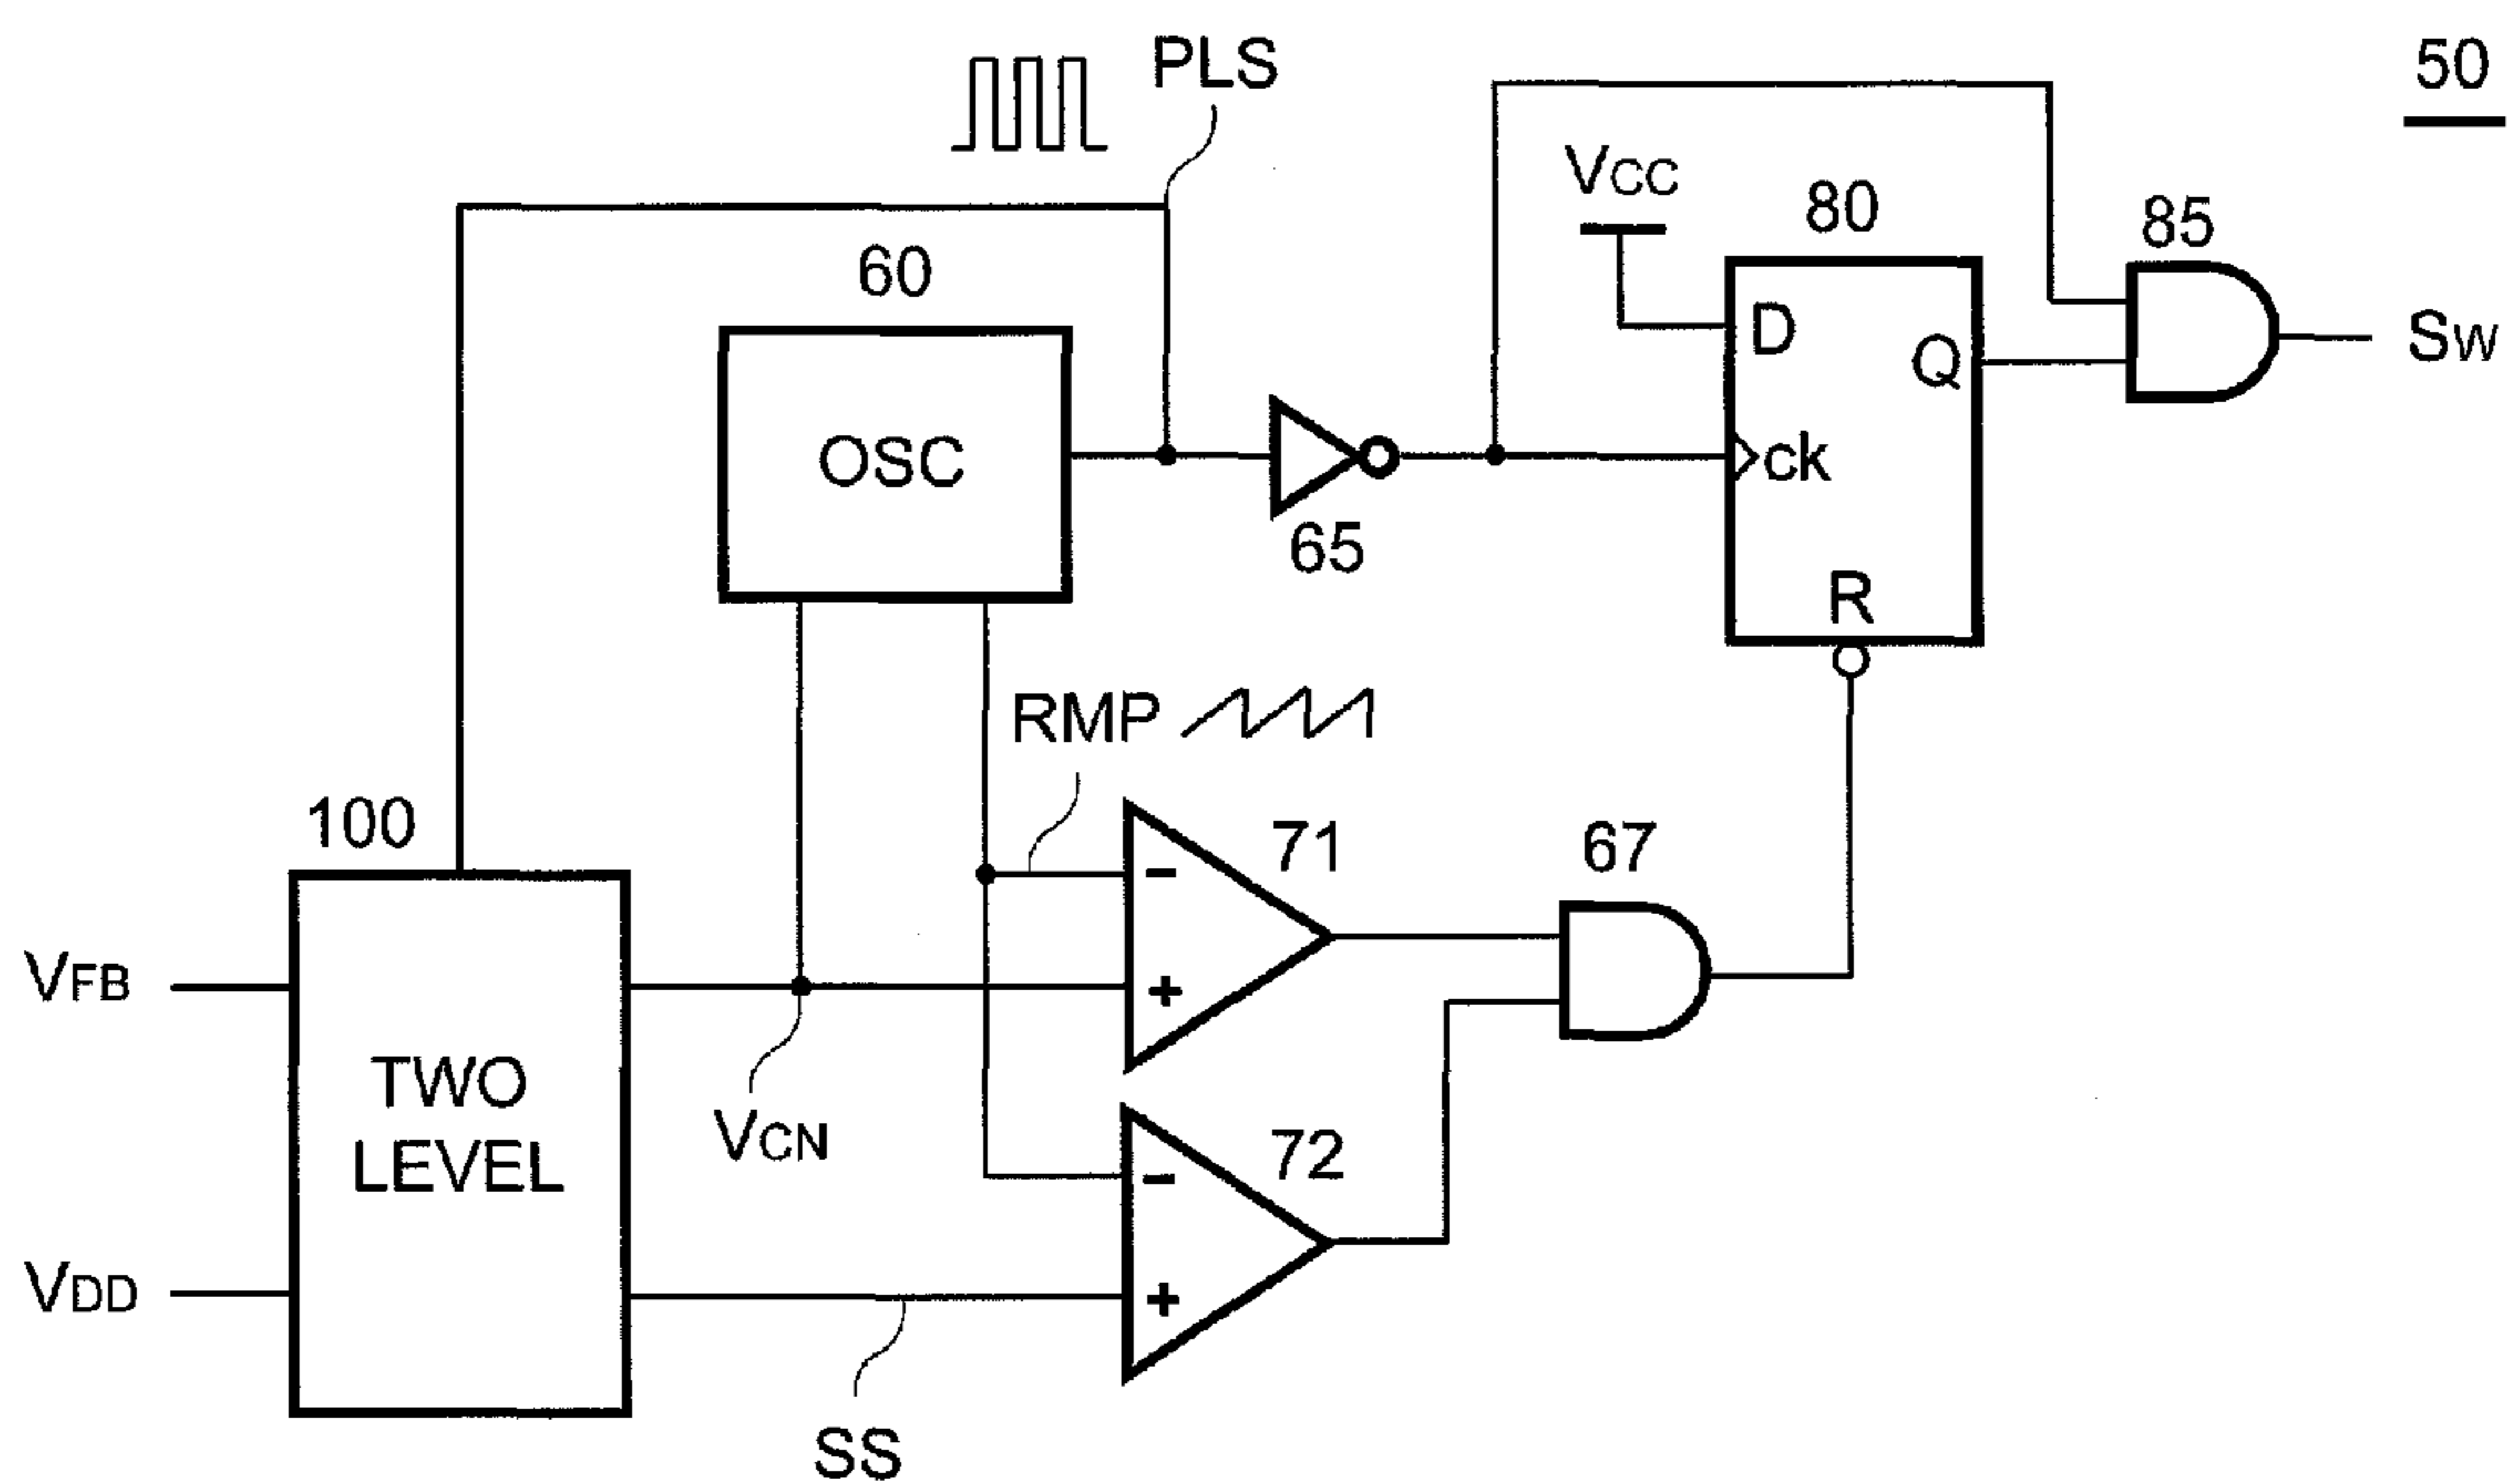 PLS
50
VCC
80
85
60
D
Q
SW
OSC
ck
65
R
RMP
100
71
67
-
VFB
+
TWO
LEVEL
VCN
72
-
VDD
+
SS